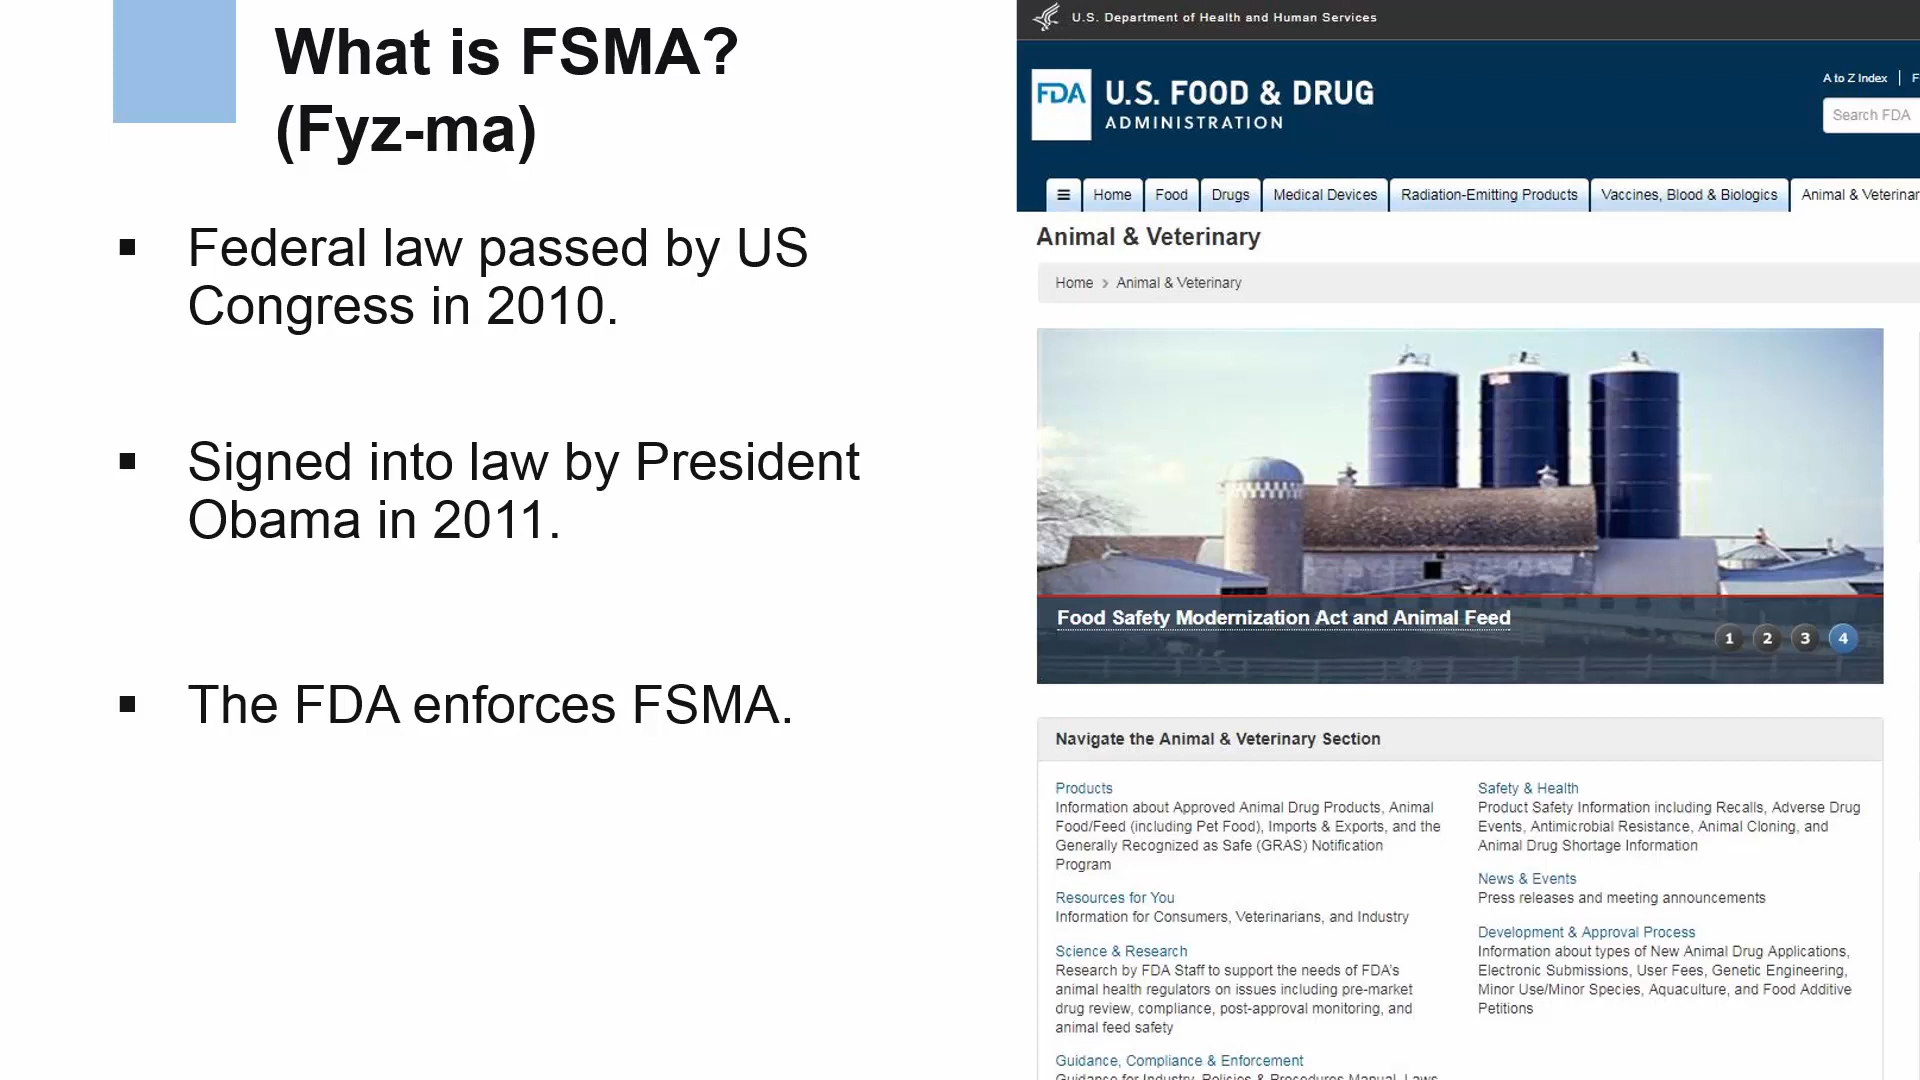 What is FSMA?
(Fyz-ma)
▪ Federal law passed by US
Congress in 2010.
▪ Signed into law by President
Obama in 2011.
▪ The FDA enforces FSMA.
U.S. Department of Health and Human Services
FDA
U.S. FOOD & DRUG
ADMINISTRATION
A to Z Index
Search FDA
Home
Food
Drugs
Medical Devices
Radiation-Emitting Products
Vaccines, Blood & Biologics
Animal & Veterinar
Animal & Veterinary
Home > Animal & Veterinary
Food Safety Modernization Act and Animal Feed
1 2 3 4
Navigate the Animal & Veterinary Section
Products
Information about Approved Animal Drug Products, Animal
Food/Feed (including Pet Food), Imports & Exports, and the
Generally Recognized as Safe (GRAS) Notification
Program
Resources for You
Information for Consumers, Veterinarians, and Industry
Science & Research
Research by FDA Staff to support the needs of FDA's
animal health regulators on issues including pre-market
drug review, compliance, post-approval monitoring, and
animal feed safety
Guidance, Compliance & Enforcement
Guidance for Industry, Policies & Procedures Manual, Laws
Safety & Health
Product Safety Information including Recalls, Adverse Drug
Events, Antimicrobial Resistance, Animal Cloning, and
Animal Drug Shortage Information
News & Events
Press releases and meeting announcements
Development & Approval Process
Information about types of New Animal Drug Applications,
Electronic Submissions, User Fees, Genetic Engineering,
Minor Use/Minor Species, Aquaculture, and Food Additive
Petitions